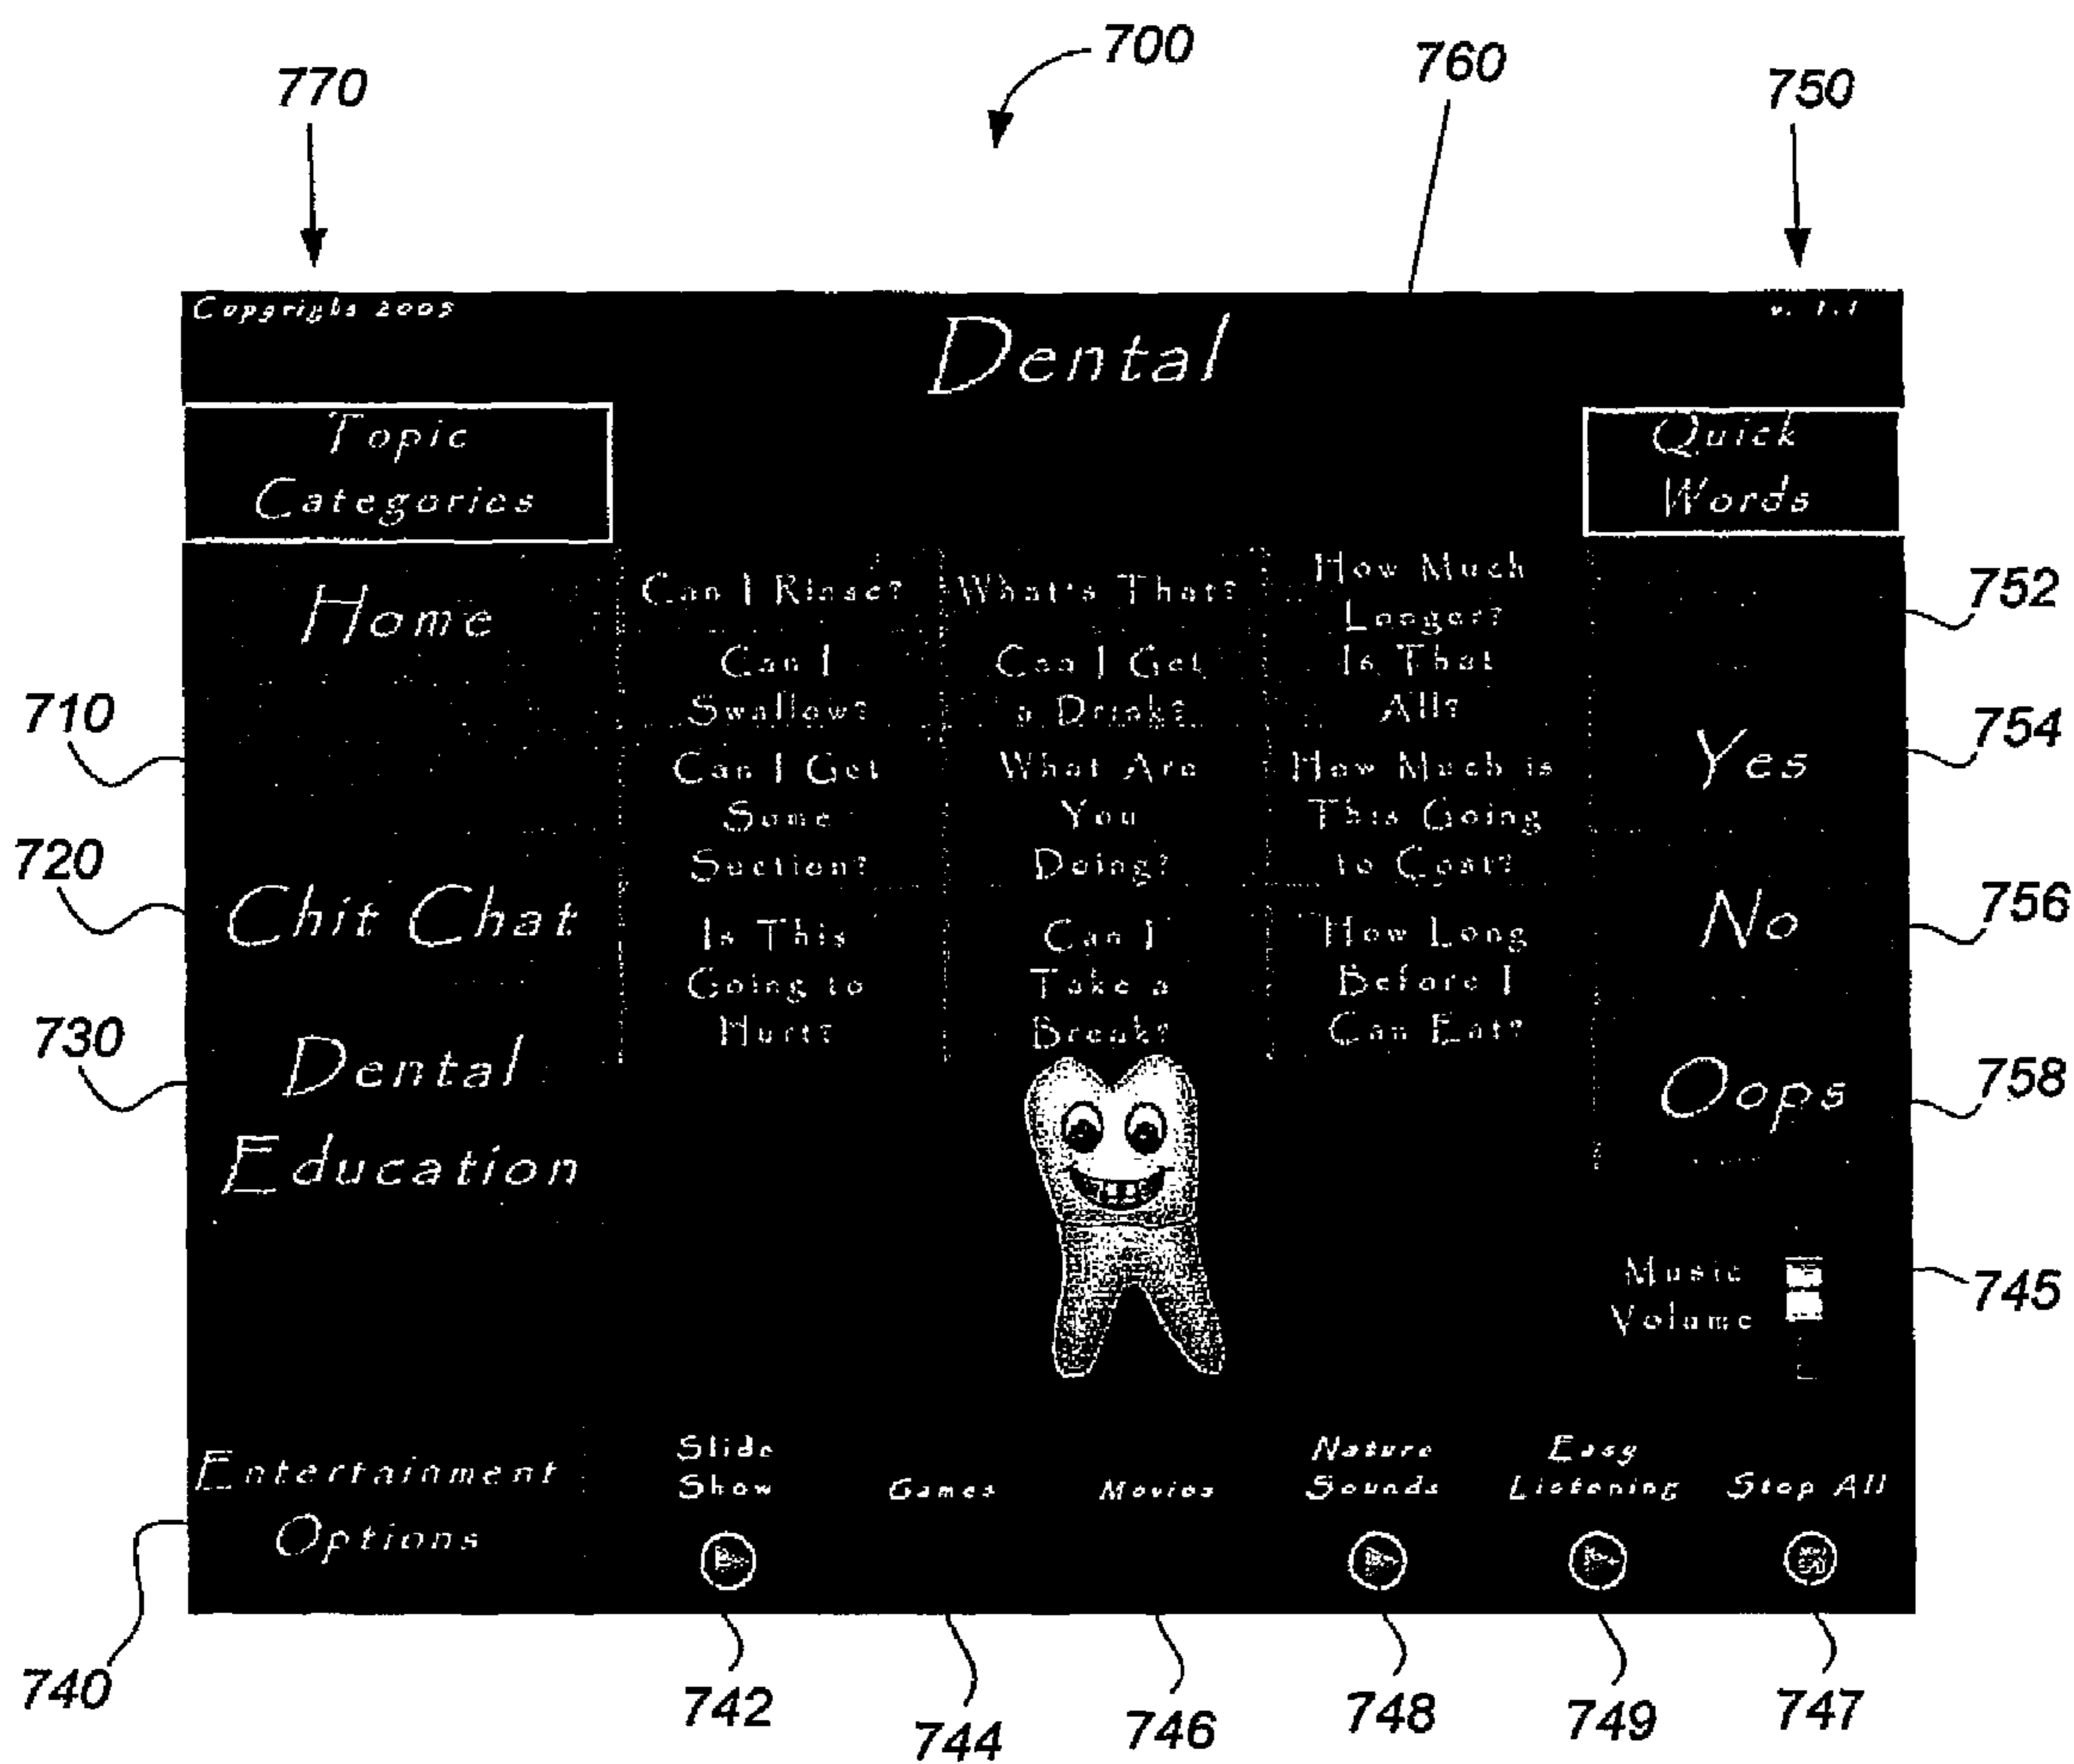 700
760
770
750
Copyright 2005
v. 1.1
Dental
Topic
Categories
Quick
Words
Home
Can I Rinse?
What's That?
How Much
Longer?
752
Can I
Swallow?
Can I Get
a Drink?
Is That
All?
710
754
Can I Get
Some
Suction?
What Are
You
Doing?
How Much is
This Going
to Cost?
Yes
720
Chit Chat
Is This
Going to
Hurt?
Can I
Take a
Break?
How Long
Before I
Can Eat?
No
756
730
Dental
Education
Oops
758
Music
Volume
745
Entertainment
Options
Slide
Show
Games
Movies
Nature
Sounds
Easy
Listening
Stop All
740
742
744
746
748
749
747